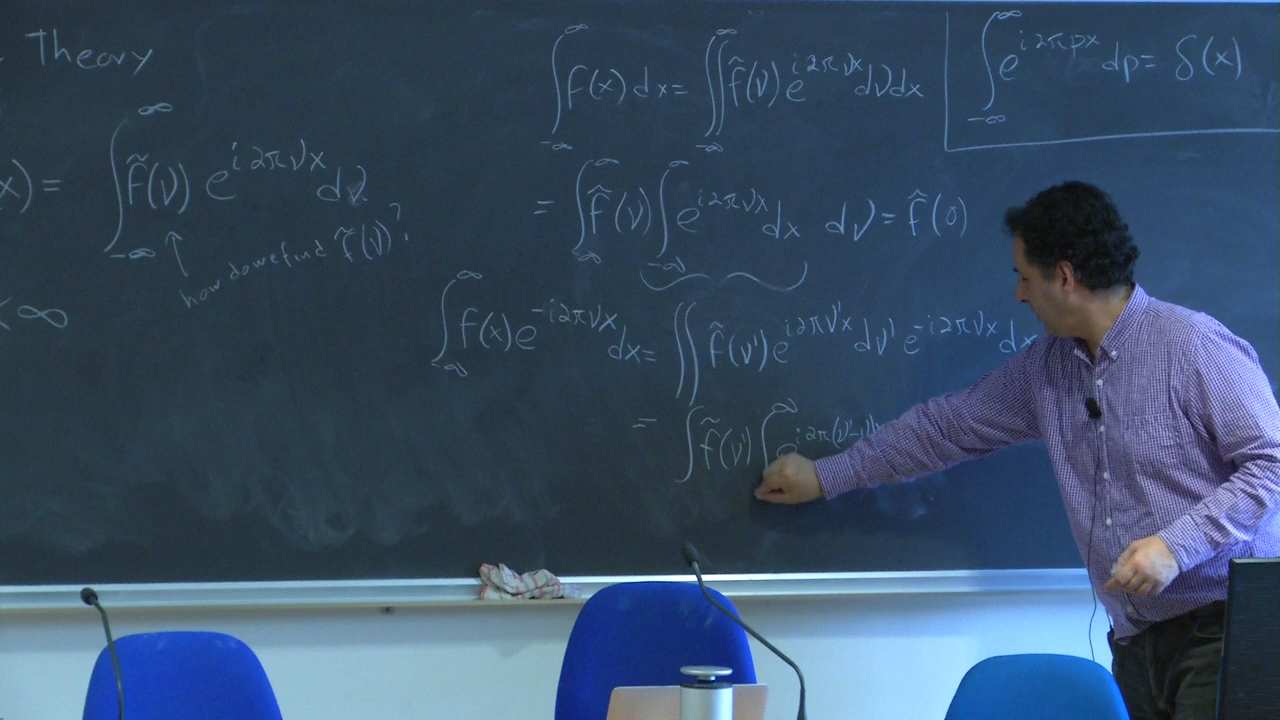 Theory
x) = ∫_{-∞}^{∞} f̃(ν) e^{i2πνx} dν
how do we find f̃(ν)?
< ∞
∫_{-∞}^{∞} f(x) dx = ∫∫_{-∞}^{∞} f̂(ν) e^{i2πνx} dν dx
= ∫_{-∞}^{∞} f̂(ν) ∫_{-∞}^{∞} e^{i2πνx} dx dν = f̂(0)
∫_{-∞}^{∞} f(x) e^{-i2πνx} dx = ∫∫ f̂(ν') e^{i2πν'x} dν' e^{-i2πνx} dx
= ∫ f̃(ν') ∫^{∞} e^{i2π(ν'-ν)x
∫_{-∞}^{∞} e^{i2πpx} dp = δ(x)